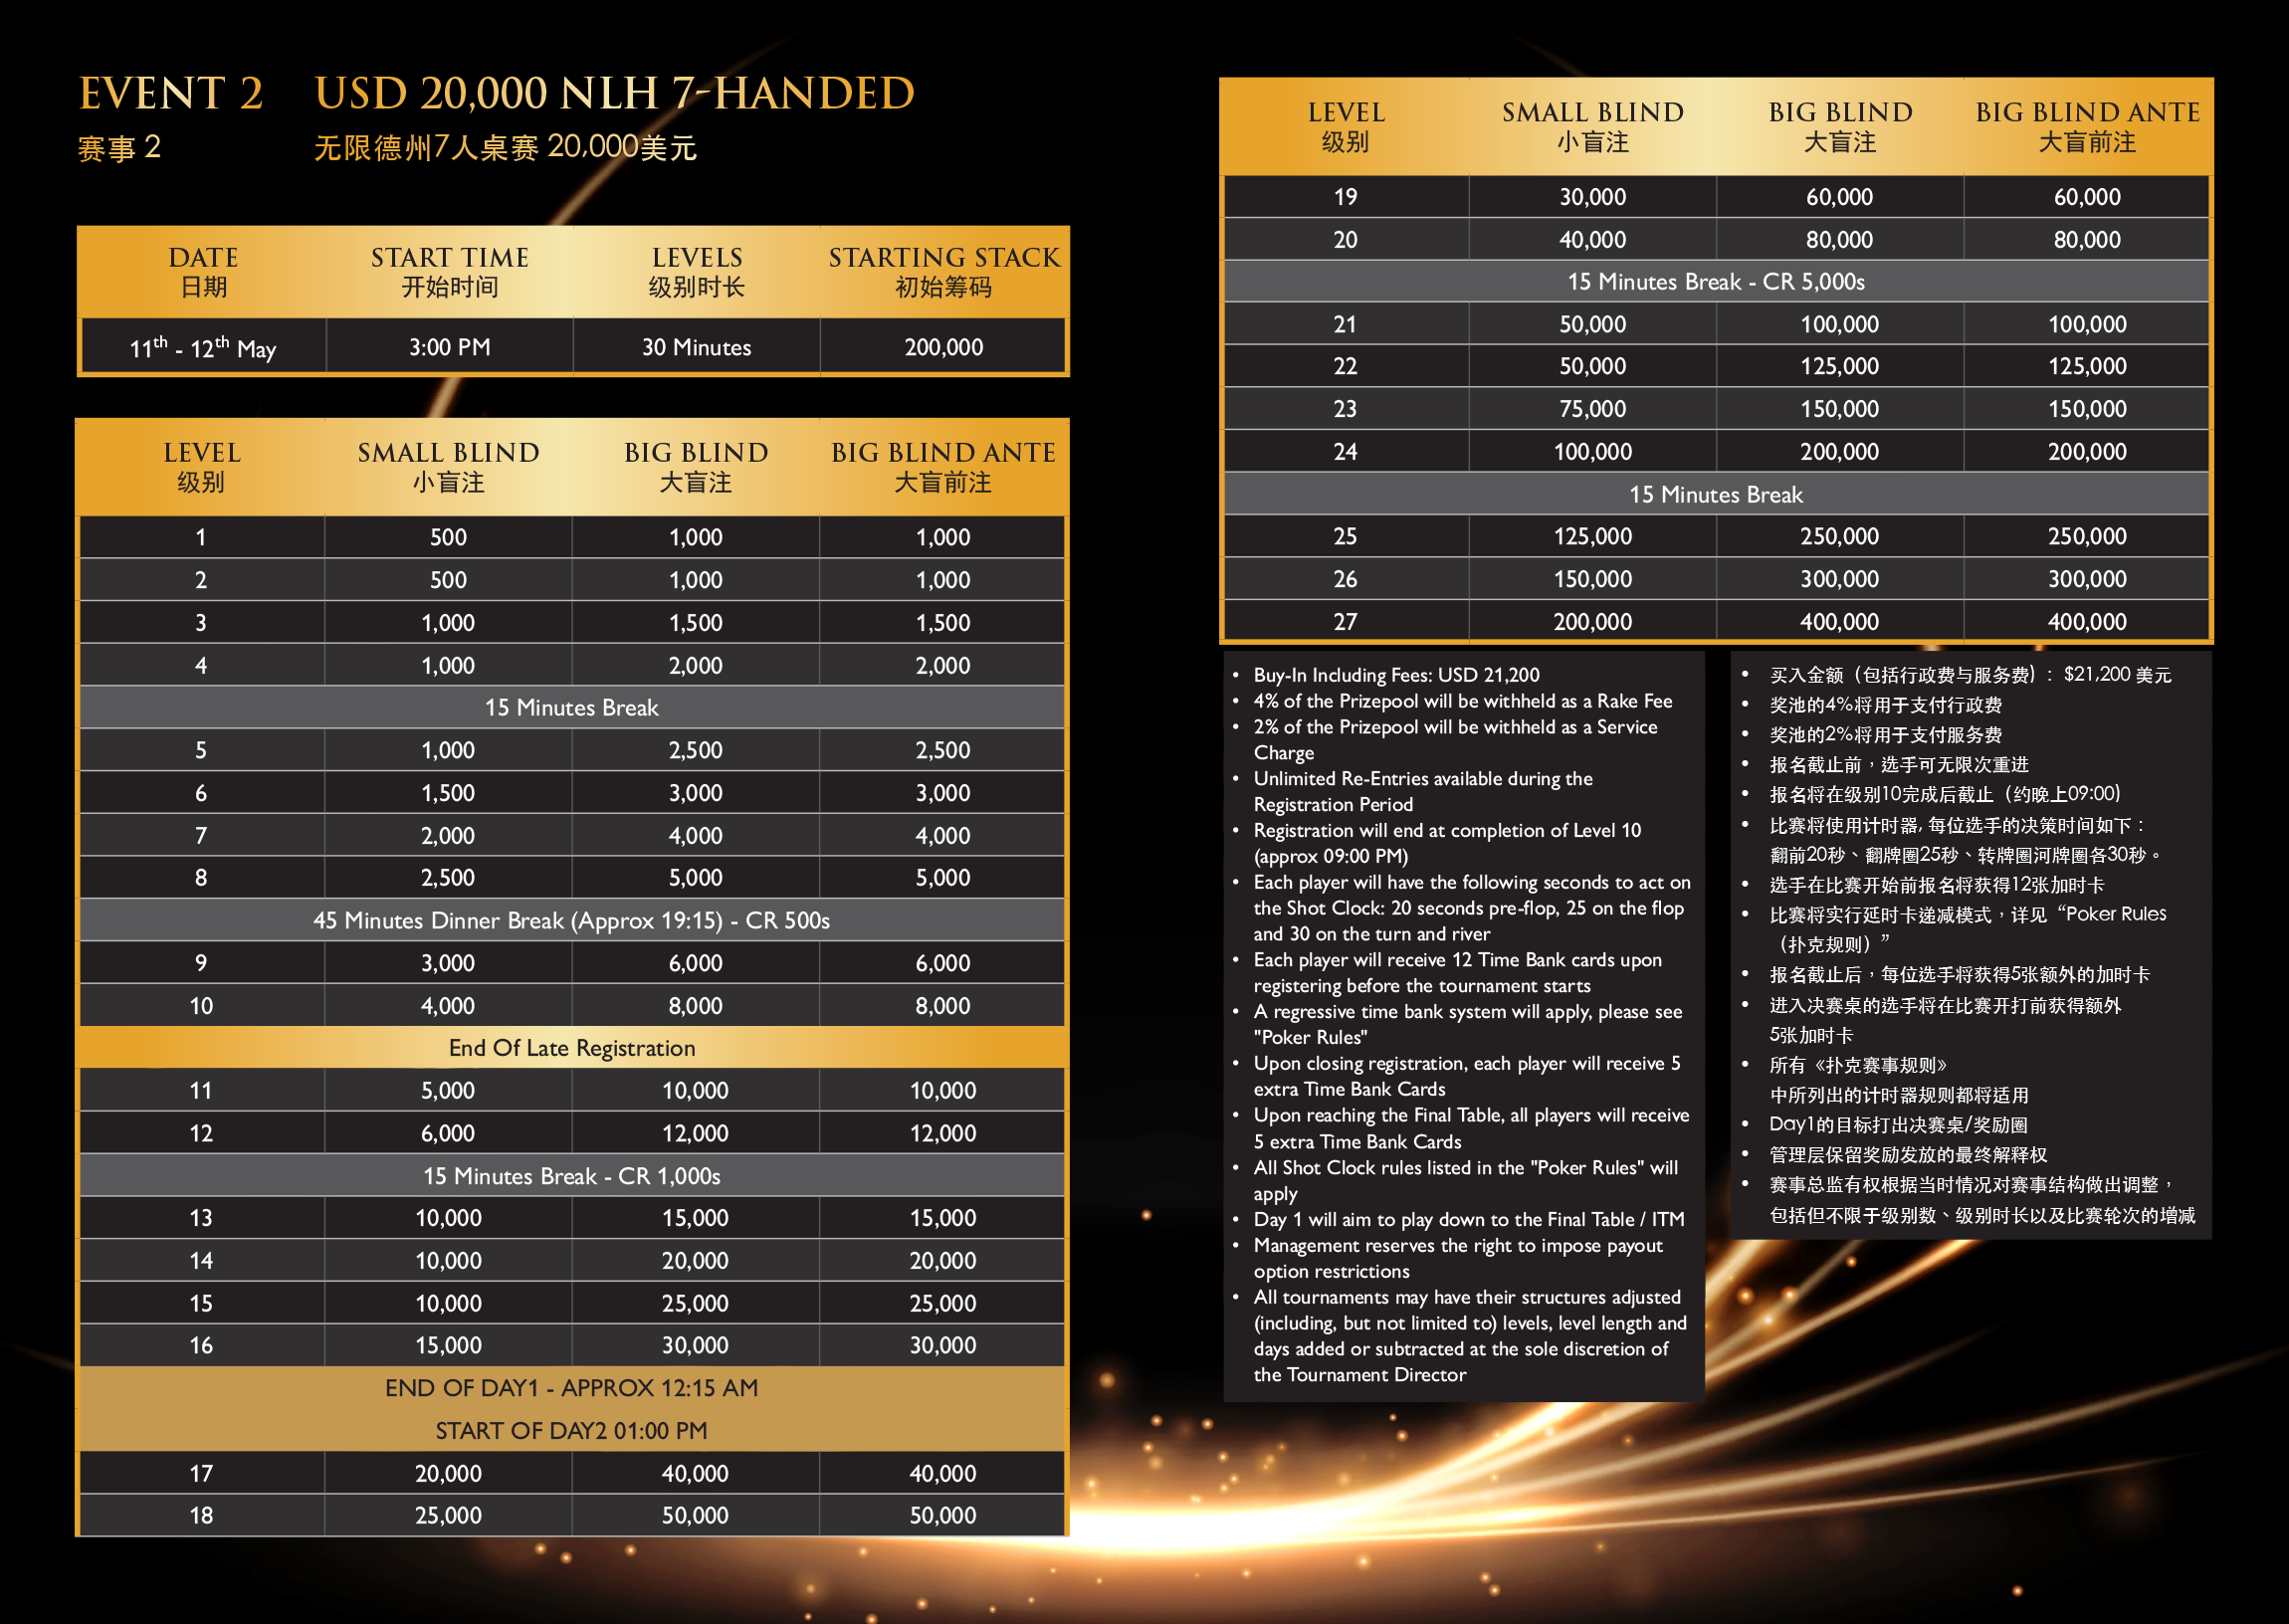 EVENT 2 USD 20,000 NLH 7-HANDED
赛事 2 无限德州7人桌赛 20,000美元
DATE START TIME LEVELS STARTING STACK
日期 开始时间 级别时长 初始筹码
11th - 12th May 3:00 PM 30 Minutes 200,000
LEVEL SMALL BLIND BIG BLIND BIG BLIND ANTE
级别 小盲注 大盲注 大盲前注
1 500 1,000 1,000
2 500 1,000 1,000
3 1,000 1,500 1,500
4 1,000 2,000 2,000
15 Minutes Break
5 1,000 2,500 2,500
6 1,500 3,000 3,000
7 2,000 4,000 4,000
8 2,500 5,000 5,000
45 Minutes Dinner Break (Approx 19:15) - CR 500s
9 3,000 6,000 6,000
10 4,000 8,000 8,000
End Of Late Registration
11 5,000 10,000 10,000
12 6,000 12,000 12,000
15 Minutes Break - CR 1,000s
13 10,000 15,000 15,000
14 10,000 20,000 20,000
15 10,000 25,000 25,000
16 15,000 30,000 30,000
END OF DAY1 - APPROX 12:15 AM
START OF DAY2 01:00 PM
17 20,000 40,000 40,000
18 25,000 50,000 50,000
LEVEL SMALL BLIND BIG BLIND BIG BLIND ANTE
级别 小盲注 大盲注 大盲前注
19 30,000 60,000 60,000
20 40,000 80,000 80,000
15 Minutes Break - CR 5,000s
21 50,000 100,000 100,000
22 50,000 125,000 125,000
23 75,000 150,000 150,000
24 100,000 200,000 200,000
15 Minutes Break
25 125,000 250,000 250,000
26 150,000 300,000 300,000
27 200,000 400,000 400,000
• Buy-In Including Fees: USD 21,200
• 4% of the Prizepool will be withheld as a Rake Fee
• 2% of the Prizepool will be withheld as a Service
Charge
• Unlimited Re-Entries available during the
Registration Period
• Registration will end at completion of Level 10
(approx 09:00 PM)
• Each player will have the following seconds to act on
the Shot Clock: 20 seconds pre-flop, 25 on the flop
and 30 on the turn and river
• Each player will receive 12 Time Bank cards upon
registering before the tournament starts
• A regressive time bank system will apply, please see
"Poker Rules"
• Upon closing registration, each player will receive 5
extra Time Bank Cards
• Upon reaching the Final Table, all players will receive
5 extra Time Bank Cards
• All Shot Clock rules listed in the "Poker Rules" will
apply
• Day 1 will aim to play down to the Final Table / ITM
• Management reserves the right to impose payout
option restrictions
• All tournaments may have their structures adjusted
(including, but not limited to) levels, level length and
days added or subtracted at the sole discretion of
the Tournament Director
• 买入金额（包括行政费与服务费）：$21,200 美元
• 奖池的4%将用于支付行政费
• 奖池的2%将用于支付服务费
• 报名截止前，选手可无限次重进
• 报名将在级别10完成后截止（约晚上09:00)
• 比赛将使用计时器, 每位选手的决策时间如下：
翻前20秒、翻牌圈25秒、转牌圈河牌圈各30秒。
• 选手在比赛开始前报名将获得12张加时卡
• 比赛将实行延时卡递减模式，详见“Poker Rules
（扑克规则）”
• 报名截止后，每位选手将获得5张额外的加时卡
• 进入决赛桌的选手将在比赛开打前获得额外
5张加时卡
• 所有《扑克赛事规则》
中所列出的计时器规则都将适用
• Day1的目标打出决赛桌/奖励圈
• 管理层保留奖励发放的最终解释权
• 赛事总监有权根据当时情况对赛事结构做出调整，
包括但不限于级别数、级别时长以及比赛轮次的增减